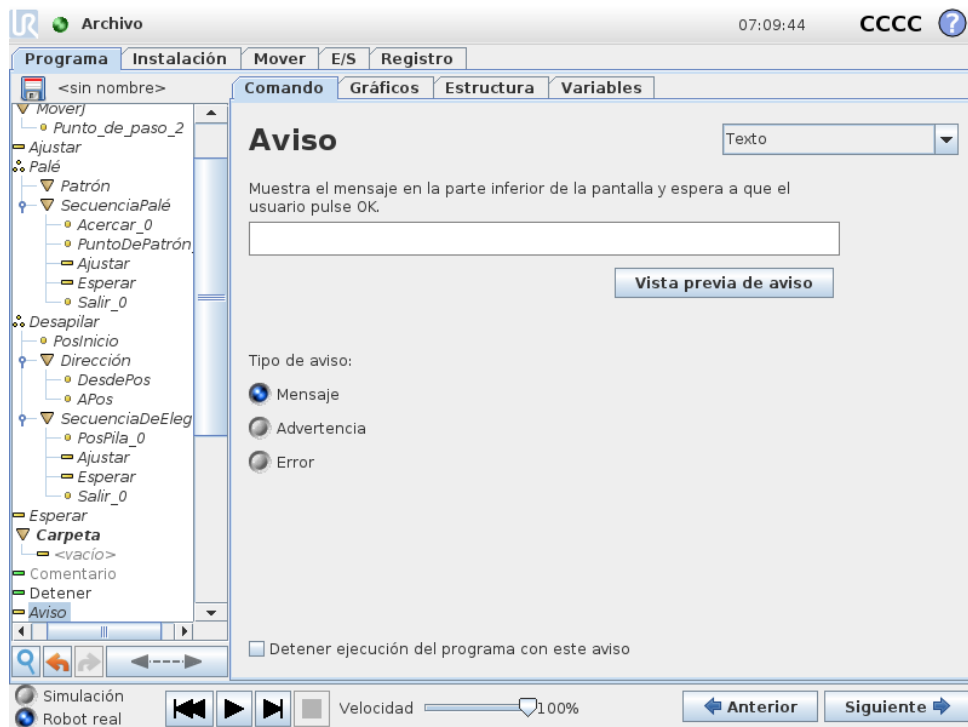 UR Archivo 07:09:44 CCCC ?
Programa Instalación Mover E/S Registro
<sin nombre>
MoverJ
Punto_de_paso_2
Ajustar
Palé
Patrón
SecuenciaPalé
Acercar_0
PuntoDePatrón_
Ajustar
Esperar
Salir_0
Desapilar
PosInicio
Dirección
DesdePos
APos
SecuenciaDeEleg
PosPila_0
Ajustar
Esperar
Salir_0
Esperar
Carpeta
<vacío>
Comentario
Detener
Aviso
Comando Gráficos Estructura Variables
Aviso
Texto
Muestra el mensaje en la parte inferior de la pantalla y espera a que el
usuario pulse OK.
Vista previa de aviso
Tipo de aviso:
Mensaje
Advertencia
Error
Detener ejecución del programa con este aviso
Simulación
Robot real
Velocidad 100%
Anterior Siguiente